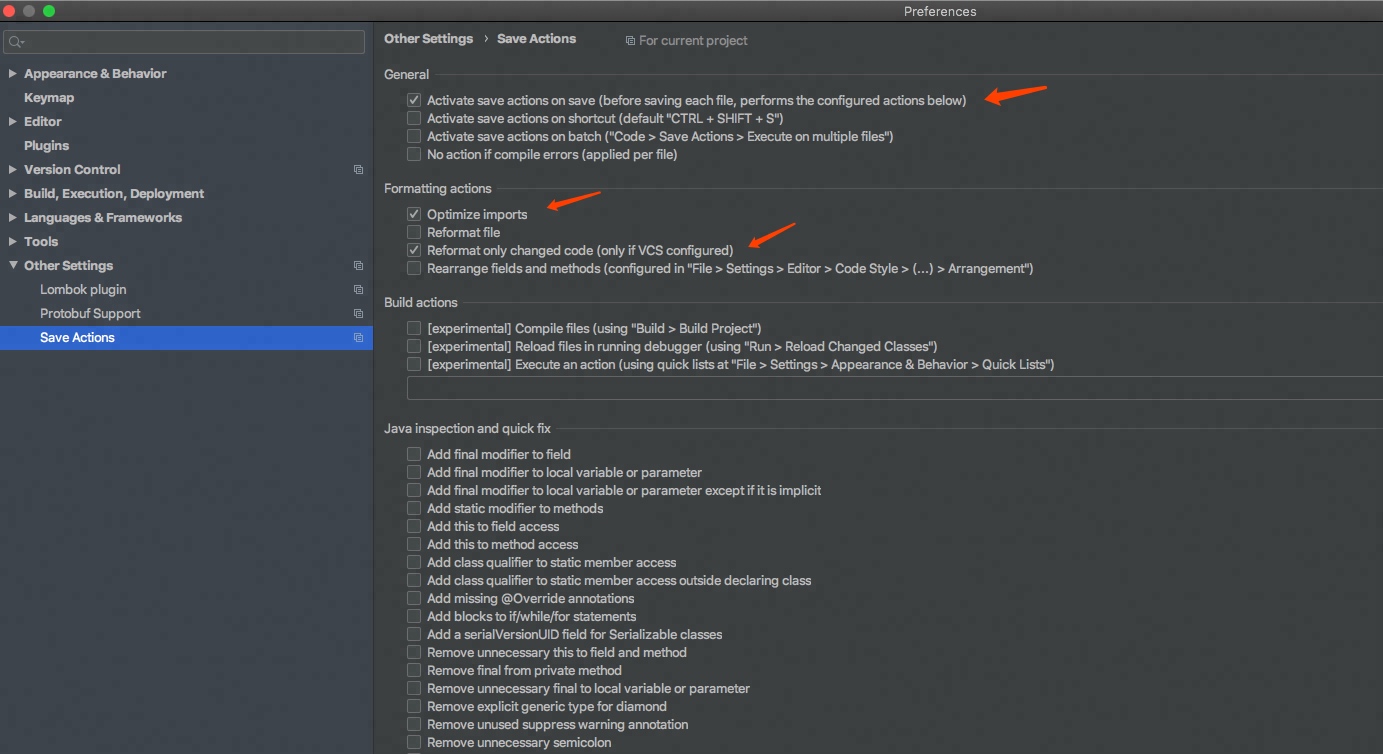 Preferences
Appearance & Behavior
Keymap
Editor
Plugins
Version Control
Build, Execution, Deployment
Languages & Frameworks
Tools
Other Settings
Lombok plugin
Protobuf Support
Save Actions
Other Settings › Save Actions For current project
General
Activate save actions on save (before saving each file, performs the configured actions below)
Activate save actions on shortcut (default "CTRL + SHIFT + S")
Activate save actions on batch ("Code > Save Actions > Execute on multiple files")
No action if compile errors (applied per file)
Formatting actions
Optimize imports
Reformat file
Reformat only changed code (only if VCS configured)
Rearrange fields and methods (configured in "File > Settings > Editor > Code Style > (...) > Arrangement")
Build actions
[experimental] Compile files (using "Build > Build Project")
[experimental] Reload files in running debugger (using "Run > Reload Changed Classes")
[experimental] Execute an action (using quick lists at "File > Settings > Appearance & Behavior > Quick Lists")
Java inspection and quick fix
Add final modifier to field
Add final modifier to local variable or parameter
Add final modifier to local variable or parameter except if it is implicit
Add static modifier to methods
Add this to field access
Add this to method access
Add class qualifier to static member access
Add class qualifier to static member access outside declaring class
Add missing @Override annotations
Add blocks to if/while/for statements
Add a serialVersionUID field for Serializable classes
Remove unnecessary this to field and method
Remove final from private method
Remove unnecessary final to local variable or parameter
Remove explicit generic type for diamond
Remove unused suppress warning annotation
Remove unnecessary semicolon